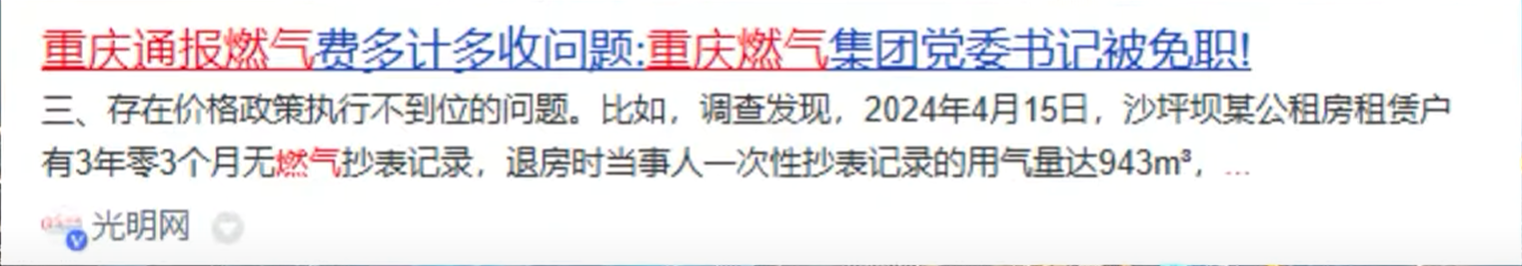 重庆通报燃气费多计多收问题:重庆燃气集团党委书记被免职!
三、存在价格政策执行不到位的问题。比如，调查发现，2024年4月15日，沙坪坝某公租房租赁户
有3年零3个月无燃气抄表记录，退房时当事人一次性抄表记录的用气量达943m³，...
光明网